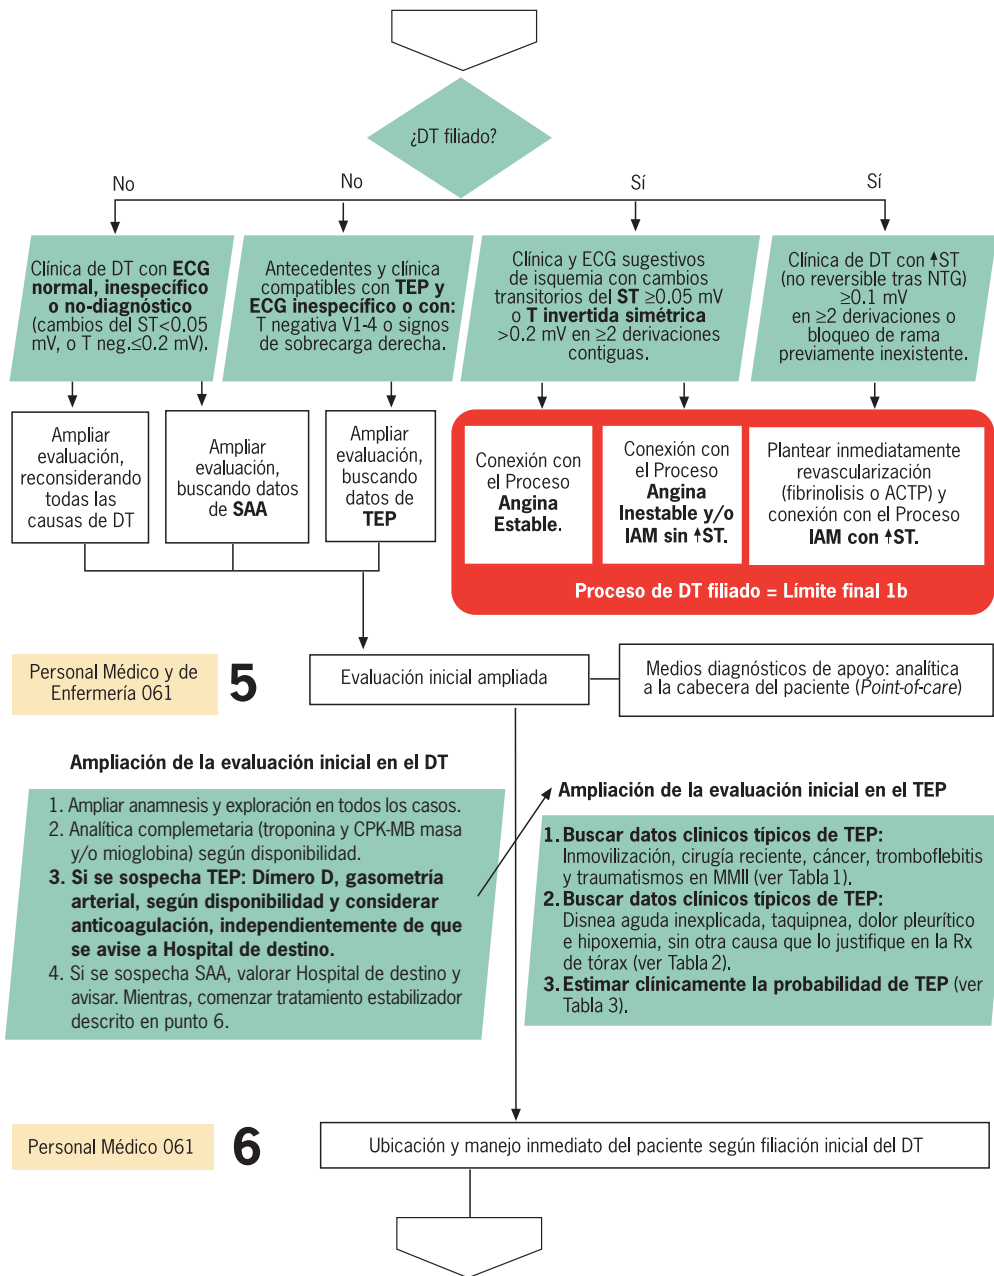 ¿DT filiado?
No
No
Sí
Sí
Clínica de DT con ECG
normal, inespecífico
o no-diagnóstico
(cambios del ST<0.05
mV, o T neg.≤0.2 mV).
Antecedentes y clínica
compatibles con TEP y
ECG inespecífico o con:
T negativa V1-4 o signos
de sobrecarga derecha.
Clínica y ECG sugestivos
de isquemia con cambios
transitorios del ST ≥0.05 mV
o T invertida simétrica
>0.2 mV en ≥2 derivaciones
contiguas.
Clínica de DT con ↑ST
(no reversible tras NTG)
≥0.1 mV
en ≥2 derivaciones o
bloqueo de rama
previamente inexistente.
Ampliar
evaluación,
reconsiderando
todas las
causas de DT
Ampliar
evaluación,
buscando datos
de SAA
Ampliar
evaluación,
buscando
datos de
TEP
Conexión con
el Proceso
Angina
Estable.
Conexión con
el Proceso
Angina
Inestable y/o
IAM sin ↑ST.
Plantear inmediatamente
revascularización
(fibrinolisis o ACTP) y
conexión con el Proceso
IAM con ↑ST.
Proceso de DT filiado = Límite final 1b
Personal Médico y de
Enfermería 061
5
Evaluación inicial ampliada
Medios diagnósticos de apoyo: analítica
a la cabecera del paciente (Point-of-care)
Ampliación de la evaluación inicial en el DT
1. Ampliar anamnesis y exploración en todos los casos.
2. Analítica complemetaria (troponina y CPK-MB masa
y/o mioglobina) según disponibilidad.
3. Si se sospecha TEP: Dímero D, gasometría
arterial, según disponibilidad y considerar
anticoagulación, independientemente de que
se avise a Hospital de destino.
4. Si se sospecha SAA, valorar Hospital de destino y
avisar. Mientras, comenzar tratamiento estabilizador
descrito en punto 6.
Ampliación de la evaluación inicial en el TEP
1. Buscar datos clinicos típicos de TEP:
Inmovilización, cirugía reciente, cáncer, tromboflebitis
y traumatismos en MMII (ver Tabla 1).
2. Buscar datos clínicos típicos de TEP:
Disnea aguda inexplicada, taquipnea, dolor pleurítico
e hipoxemia, sin otra causa que lo justifique en la Rx
de tórax (ver Tabla 2).
3. Estimar clínicamente la probabilidad de TEP (ver
Tabla 3).
Personal Médico 061
6
Ubicación y manejo inmediato del paciente según filiación inicial del DT